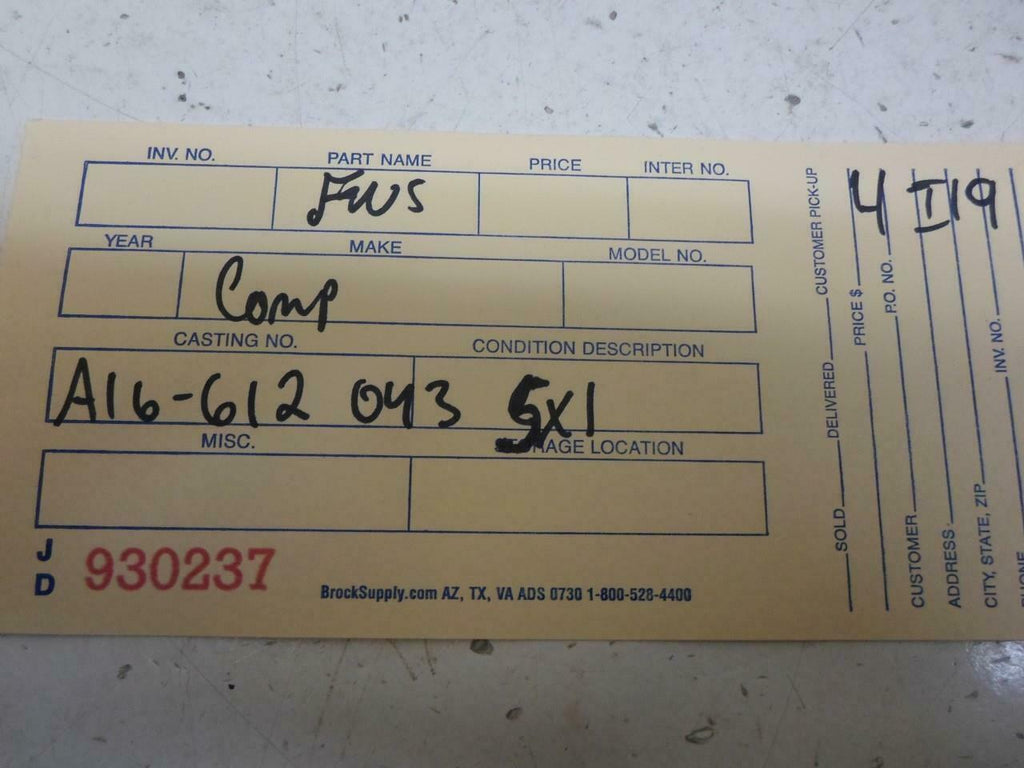 INV. NO. PART NAME PRICE INTER NO.
FWS
YEAR MAKE MODEL NO.
Comp
CASTING NO. CONDITION DESCRIPTION
A16-612 043 5X1
MISC. LOCATION
J
D
930237
BrockSupply.com AZ, TX, VA ADS 0730 1-800-528-4400
SOLD DELIVERED CUSTOMER PICK-UP
PRICE $
CUSTOMER P.O. NO.
ADDRESS
CITY, STATE, ZIP INV. NO.
PHONE
4 I 19